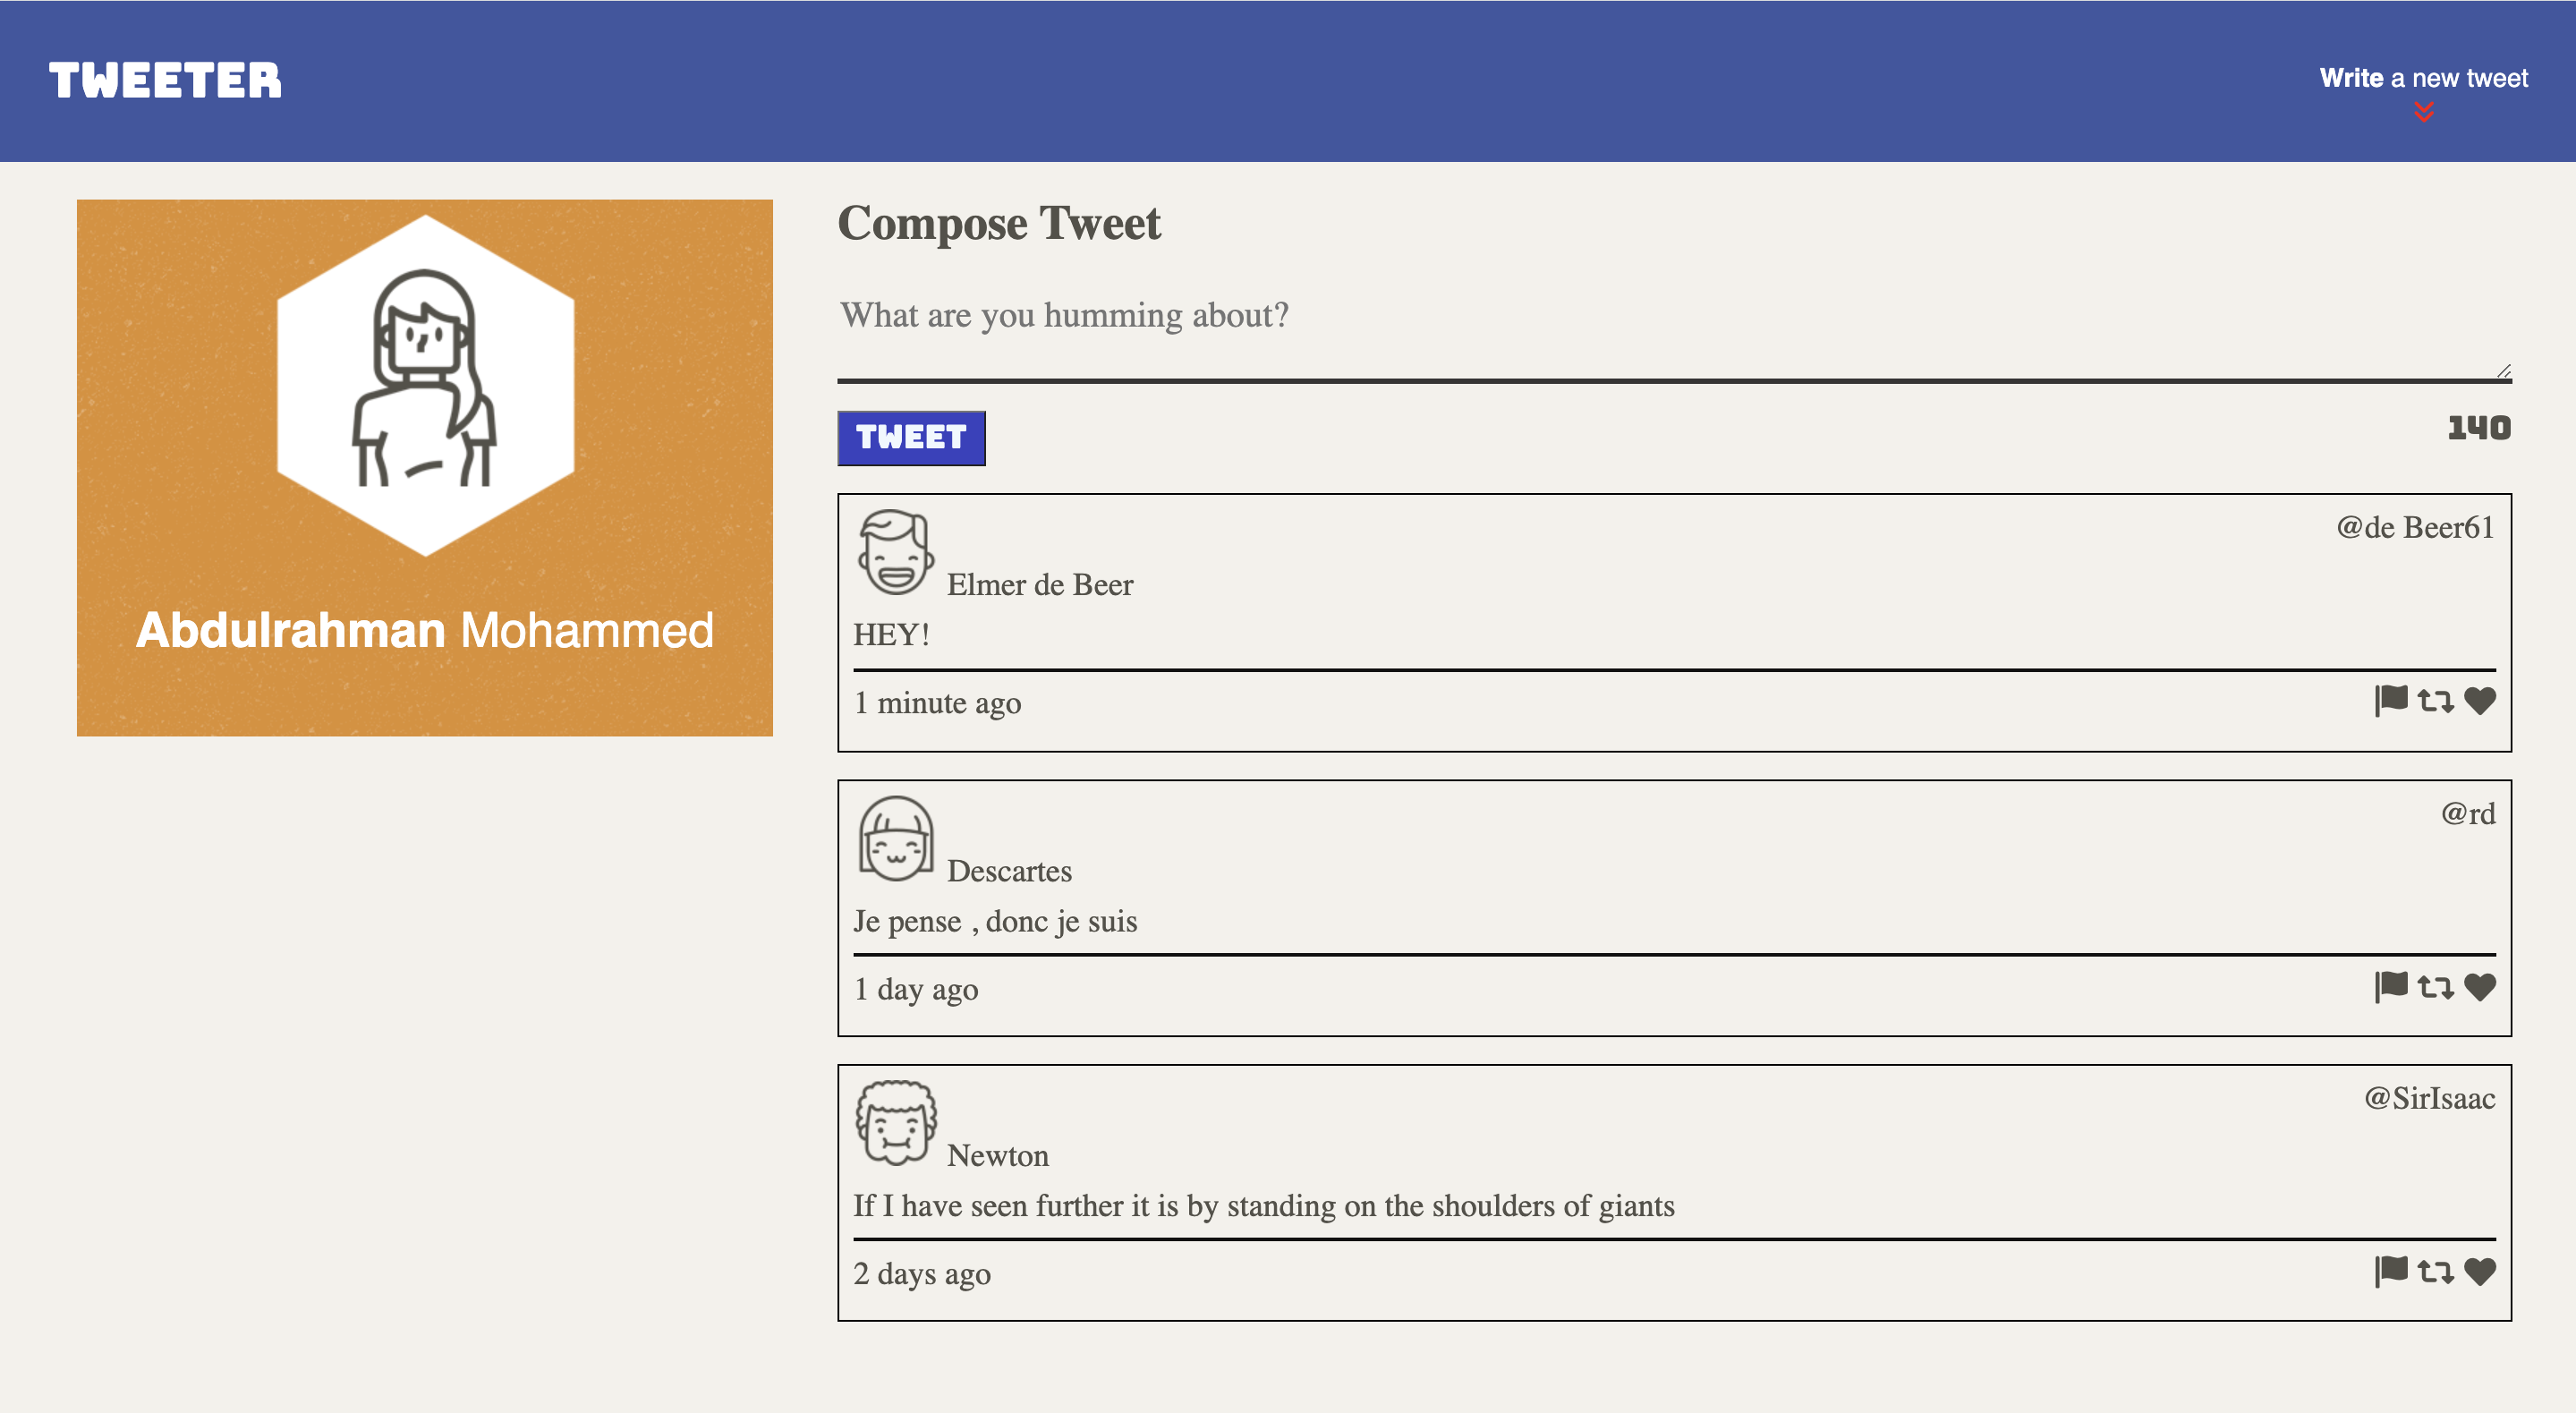 TWEETER
Write a new tweet
Abdulrahman Mohammed
Compose Tweet
What are you humming about?
TWEET
140
@de Beer61
Elmer de Beer
HEY!
1 minute ago
@rd
Descartes
Je pense , donc je suis
1 day ago
@SirIsaac
Newton
If I have seen further it is by standing on the shoulders of giants
2 days ago